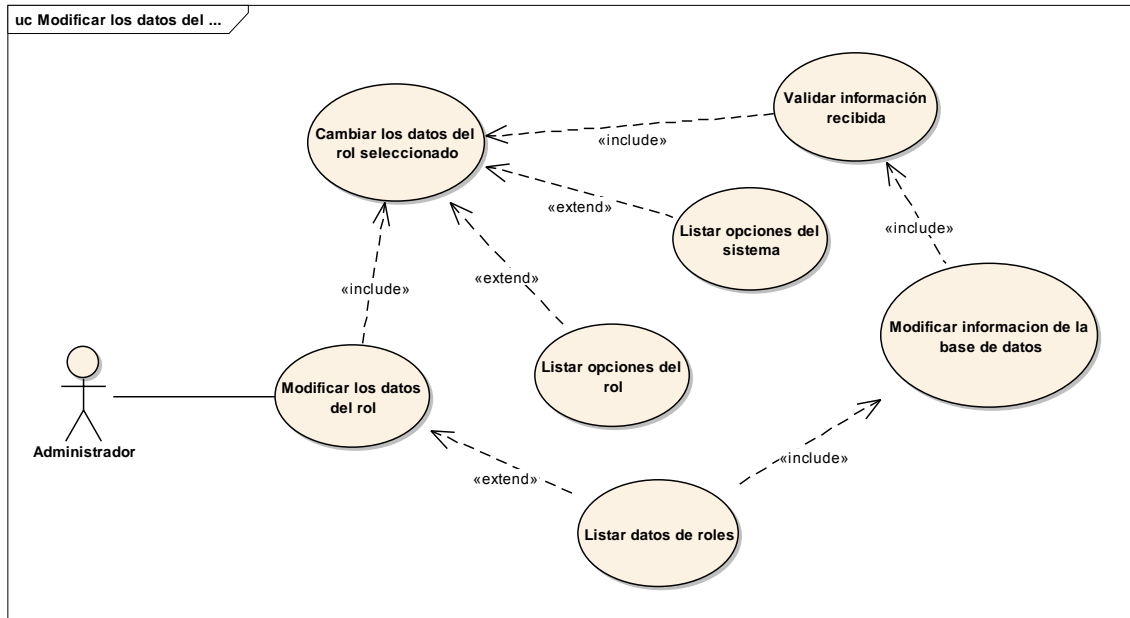 uc Modificar los datos del ...
Validar información
recibida
Cambiar los datos del
rol seleccionado
«include»
«extend»
Listar opciones del
sistema
«include»
«extend»
«include»
Modificar informacion de la
base de datos
Listar opciones del
rol
Modificar los datos
del rol
Administrador
«include»
«extend»
Listar datos de roles